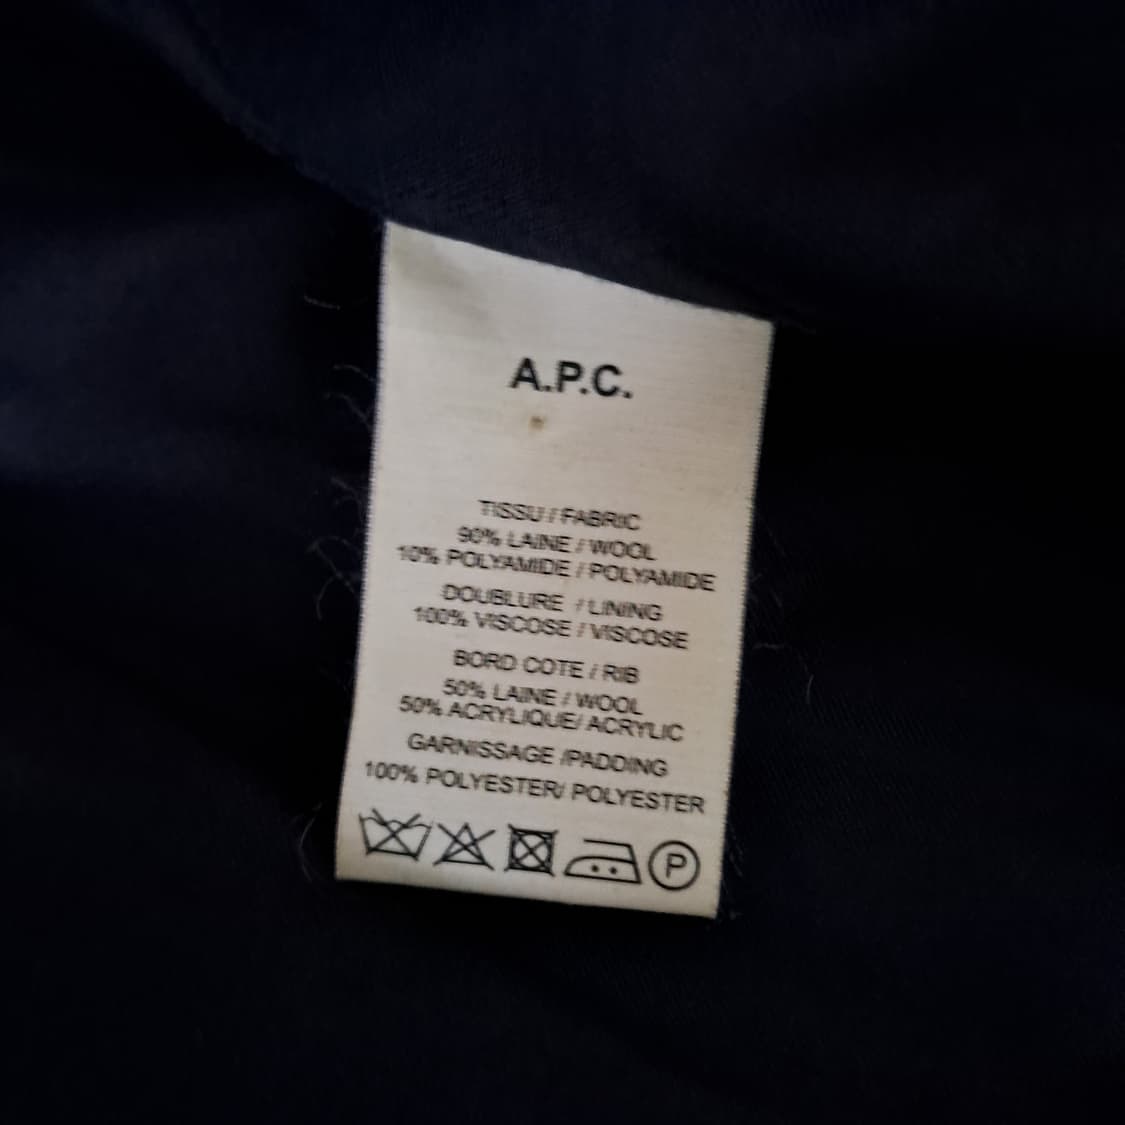 A.P.C.
TISSU / FABRIC
90% LAINE / WOOL
10% POLYAMIDE / POLYAMIDE
DOUBLURE / LINING
100% VISCOSE / VISCOSE
BORD COTE / RIB
50% LAINE / WOOL
50% ACRYLIQUE/ ACRYLIC
GARNISSAGE /PADDING
100% POLYESTER/ POLYESTER
P